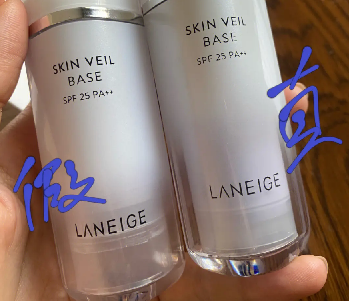 SKIN VEIL
BASE
SPF 25 PA++
LANEIGE
假
SKIN VEIL
BASE
SPF 25 PA++
LANEIGE
真